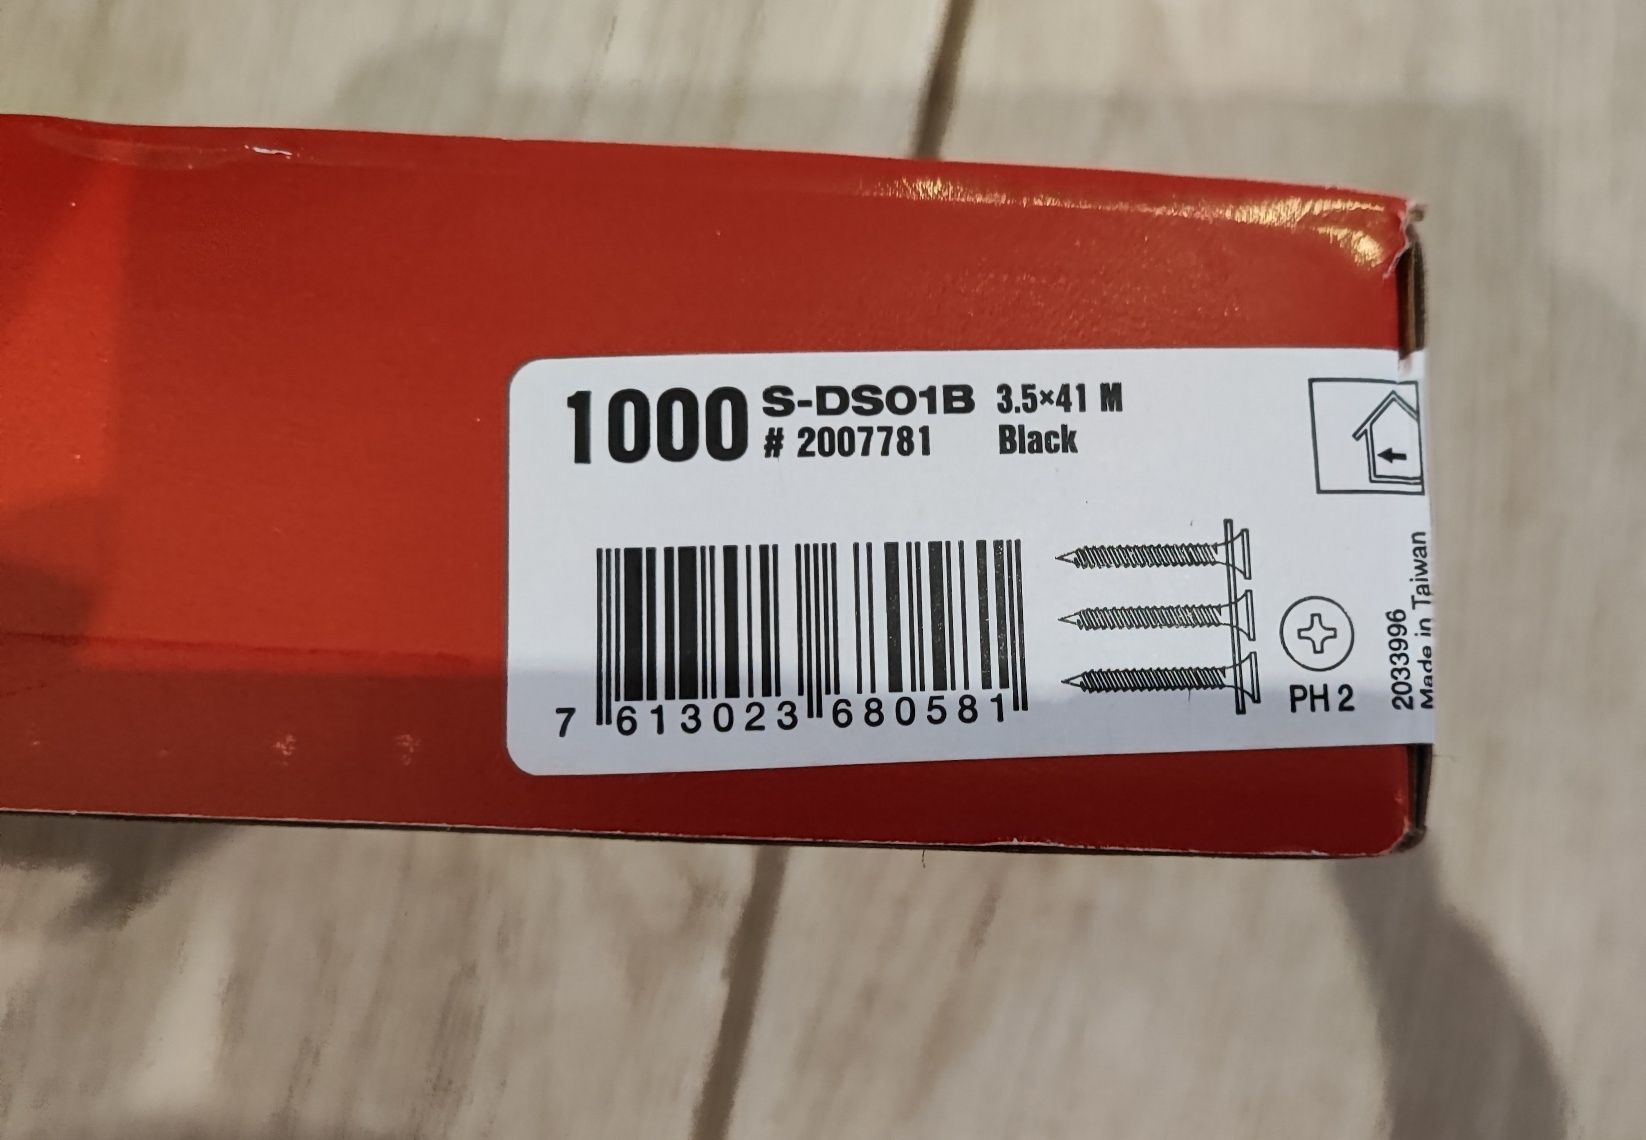 1000 S-DS01B 3.5×41 M
# 2007781 Black
7 613023 680581
PH 2
2033996
Made in Taiwan